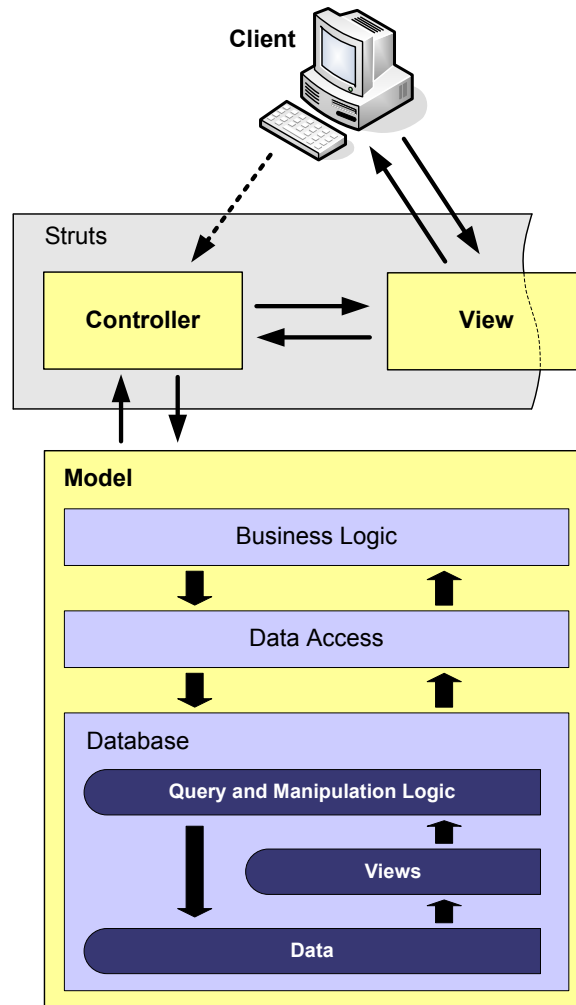 Client
Struts
Controller
View
Model
Business Logic
Data Access
Database
Query and Manipulation Logic
Views
Data